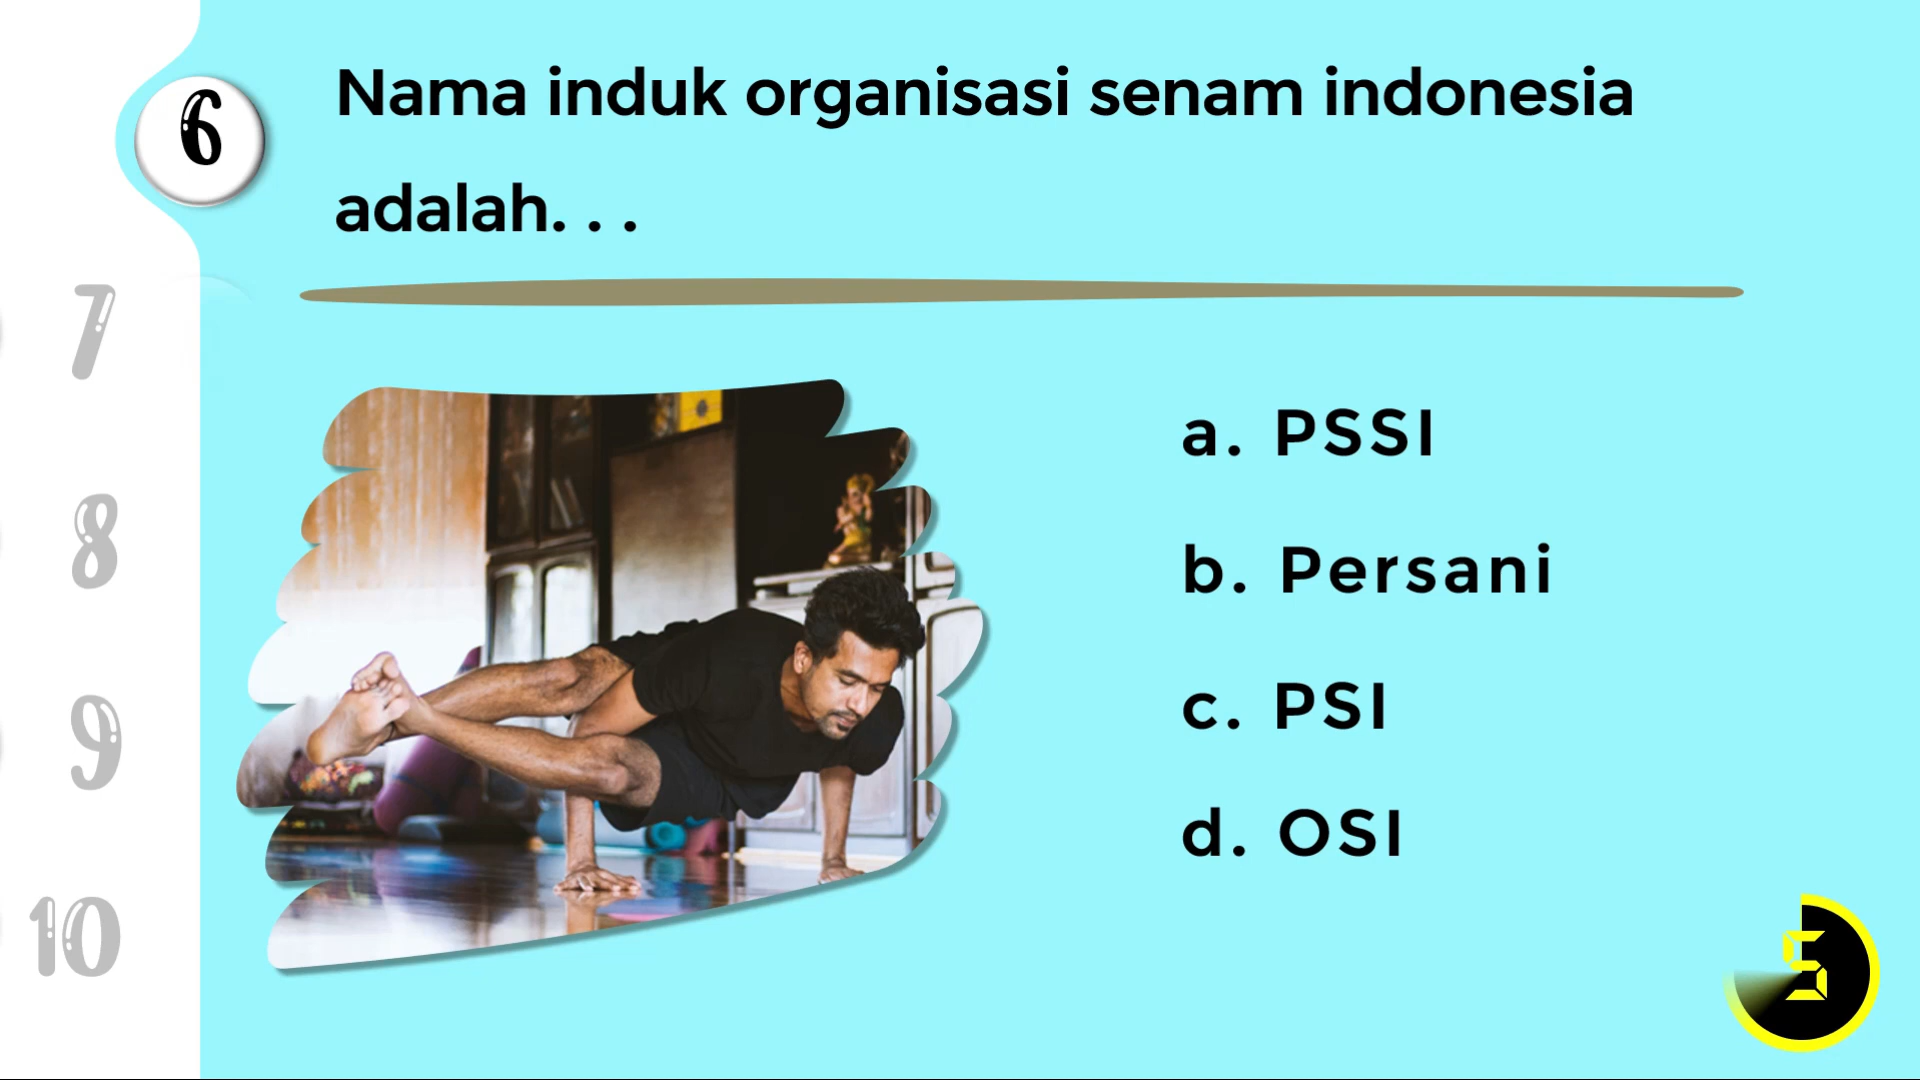 6
Nama induk organisasi senam indonesia
adalah. . .
7
8
9
10
a. PSSI
b. Persani
c. PSI
d. OSI
5